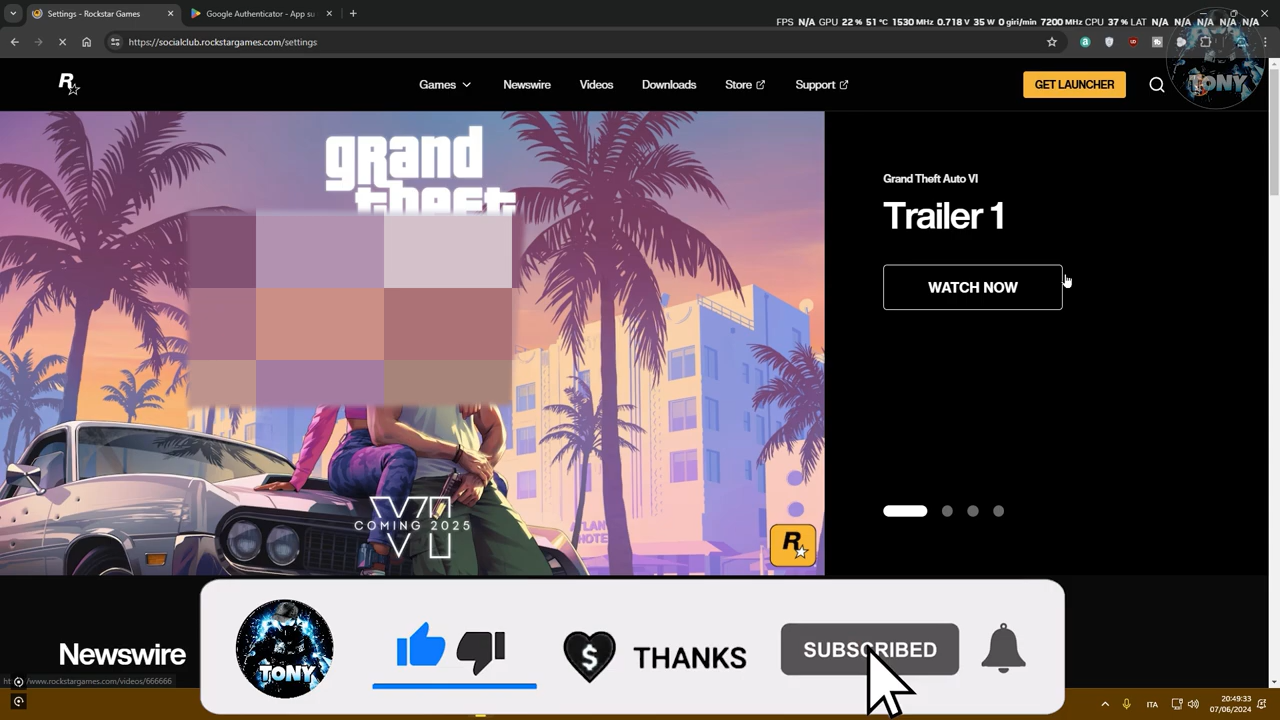 Settings - Rockstar Games
Google Authenticator - App su
FPS N/A GPU 22 % 51 °C 1530 MHz 0.718 V 35 W 0 giri/min 7200 MHz CPU 37 % LAT N/A N/A N/A N/A N/A
https://socialclub.rockstargames.com/settings
R
Games
Newswire
Videos
Downloads
Store
Support
GET LAUNCHER
TONY
grand
theft
Grand Theft Auto VI
Trailer 1
WATCH NOW
VI
COMING 2025
R
Newswire
TONY
THANKS
SUBSCRIBED
/www.rockstargames.com/videos/666666
ITA
20:49:33
07/06/2024